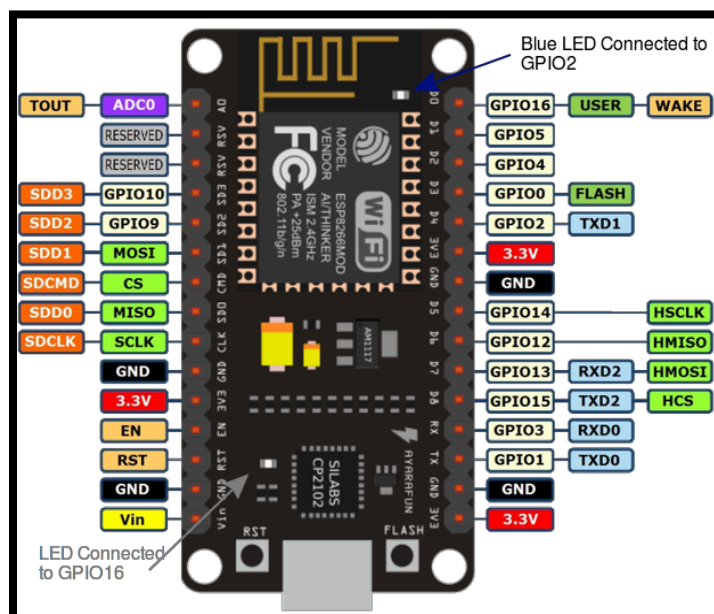 Blue LED Connected to
GPIO2
TOUT ADC0 A0 D0 GPIO16 USER WAKE
RESERVED RSV D1 GPIO5
RESERVED RSV D2 GPIO4
SDD3 GPIO10 SD3 D3 GPIO0 FLASH
SDD2 GPIO9 SD2 D4 GPIO2 TXD1
SDD1 MOSI SD1 3V3 3.3V
SDCMD CS CMD GND GND
SDD0 MISO SD0 D5 GPIO14 HSCLK
SDCLK SCLK CLK D6 GPIO12 HMISO
GND GND D7 GPIO13 RXD2 HMOSI
3.3V 3V3 D8 GPIO15 TXD2 HCS
EN EN RX GPIO3 RXD0
RST RST TX GPIO1 TXD0
GND GND GND GND
Vin Vin 3V3 3.3V
MODEL
VENDOR
ESP8266MOD
AI/THINKER
ISM 2.4GHz
PA +25dBm
802.11b/g/n
FC
Wi Fi
AM1117
SILABS
CP2102
AYARAFUN
RST
FLASH
LED Connected
to GPIO16